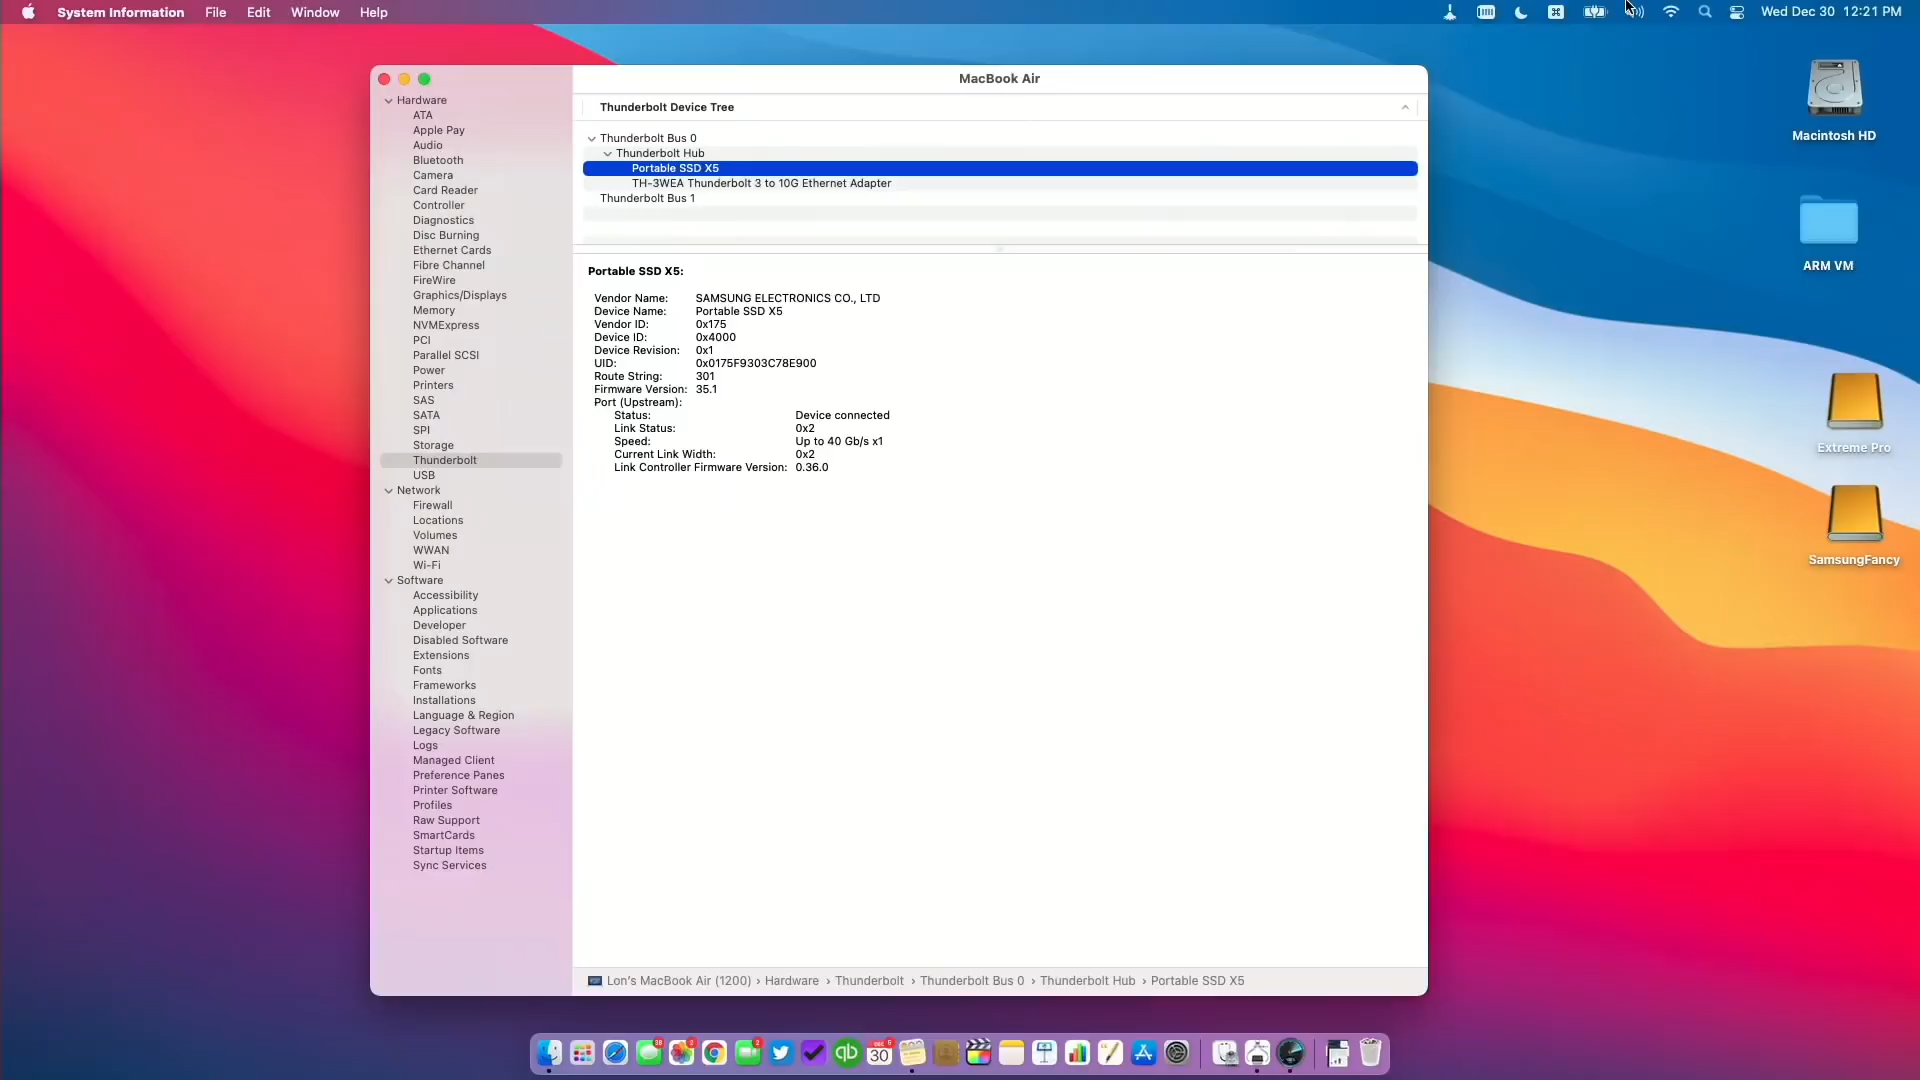 System Information File Edit Window Help
Wed Dec 30 12:21 PM
MacBook Air
Hardware
ATA
Apple Pay
Audio
Bluetooth
Camera
Card Reader
Controller
Diagnostics
Disc Burning
Ethernet Cards
Fibre Channel
FireWire
Graphics/Displays
Memory
NVMExpress
PCI
Parallel SCSI
Power
Printers
SAS
SATA
SPI
Storage
Thunderbolt
USB
Network
Firewall
Locations
Volumes
WWAN
Wi-Fi
Software
Accessibility
Applications
Developer
Disabled Software
Extensions
Fonts
Frameworks
Installations
Language & Region
Legacy Software
Logs
Managed Client
Preference Panes
Printer Software
Profiles
Raw Support
SmartCards
Startup Items
Sync Services
Thunderbolt Device Tree
Thunderbolt Bus 0
Thunderbolt Hub
Portable SSD X5
TH-3WEA Thunderbolt 3 to 10G Ethernet Adapter
Thunderbolt Bus 1
Portable SSD X5:
Vendor Name: SAMSUNG ELECTRONICS CO., LTD
Device Name: Portable SSD X5
Vendor ID: 0x175
Device ID: 0x4000
Device Revision: 0x1
UID: 0x0175F9303C78E900
Route String: 301
Firmware Version: 35.1
Port (Upstream):
Status: Device connected
Link Status: 0x2
Speed: Up to 40 Gb/s x1
Current Link Width: 0x2
Link Controller Firmware Version: 0.36.0
Lon's MacBook Air (1200) › Hardware › Thunderbolt › Thunderbolt Bus 0 › Thunderbolt Hub › Portable SSD X5
Macintosh HD
ARM VM
Extreme Pro
SamsungFancy
30